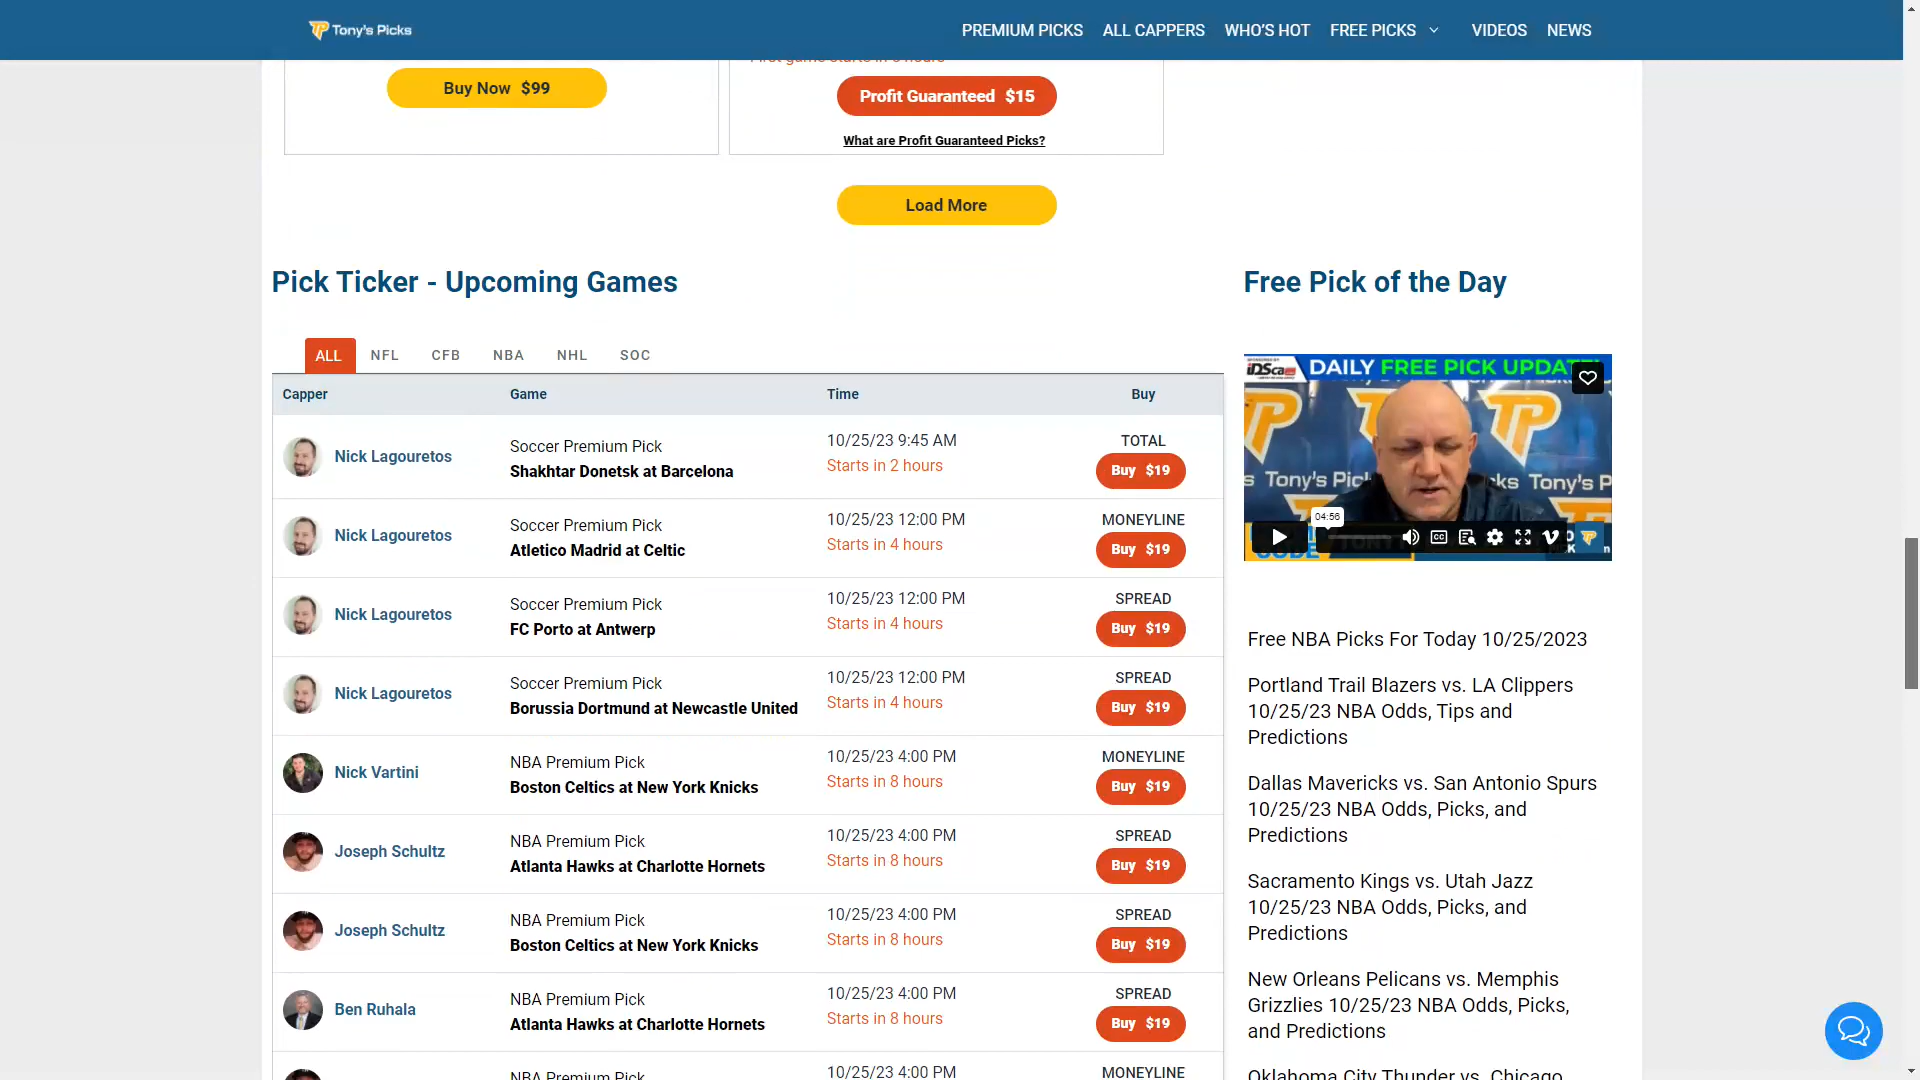 Tony's Picks
PREMIUM PICKS ALL CAPPERS WHO'S HOT FREE PICKS VIDEOS NEWS
First game starts in 8 hours
Buy Now $99
Profit Guaranteed $15
What are Profit Guaranteed Picks?
Load More
Pick Ticker - Upcoming Games
ALL NFL CFB NBA NHL SOC
Capper Game Time Buy
Nick Lagouretos
Soccer Premium Pick
Shakhtar Donetsk at Barcelona
10/25/23 9:45 AM
Starts in 2 hours
TOTAL
Buy $19
Nick Lagouretos
Soccer Premium Pick
Atletico Madrid at Celtic
10/25/23 12:00 PM
Starts in 4 hours
MONEYLINE
Buy $19
Nick Lagouretos
Soccer Premium Pick
FC Porto at Antwerp
10/25/23 12:00 PM
Starts in 4 hours
SPREAD
Buy $19
Nick Lagouretos
Soccer Premium Pick
Borussia Dortmund at Newcastle United
10/25/23 12:00 PM
Starts in 4 hours
SPREAD
Buy $19
Nick Vartini
NBA Premium Pick
Boston Celtics at New York Knicks
10/25/23 4:00 PM
Starts in 8 hours
MONEYLINE
Buy $19
Joseph Schultz
NBA Premium Pick
Atlanta Hawks at Charlotte Hornets
10/25/23 4:00 PM
Starts in 8 hours
SPREAD
Buy $19
Joseph Schultz
NBA Premium Pick
Boston Celtics at New York Knicks
10/25/23 4:00 PM
Starts in 8 hours
SPREAD
Buy $19
Ben Ruhala
NBA Premium Pick
Atlanta Hawks at Charlotte Hornets
10/25/23 4:00 PM
Starts in 8 hours
SPREAD
Buy $19
NBA Premium Pick
10/25/23 4:00 PM
MONEYLINE
Free Pick of the Day
DAILY FREE PICK UPDATE!
TP TP
s Tony's Pic ks Tony's P
04:56
CC
CODE
Free NBA Picks For Today 10/25/2023
Portland Trail Blazers vs. LA Clippers
10/25/23 NBA Odds, Tips and
Predictions
Dallas Mavericks vs. San Antonio Spurs
10/25/23 NBA Odds, Picks, and
Predictions
Sacramento Kings vs. Utah Jazz
10/25/23 NBA Odds, Picks, and
Predictions
New Orleans Pelicans vs. Memphis
Grizzlies 10/25/23 NBA Odds, Picks,
and Predictions
Oklahoma City Thunder vs. Chicago